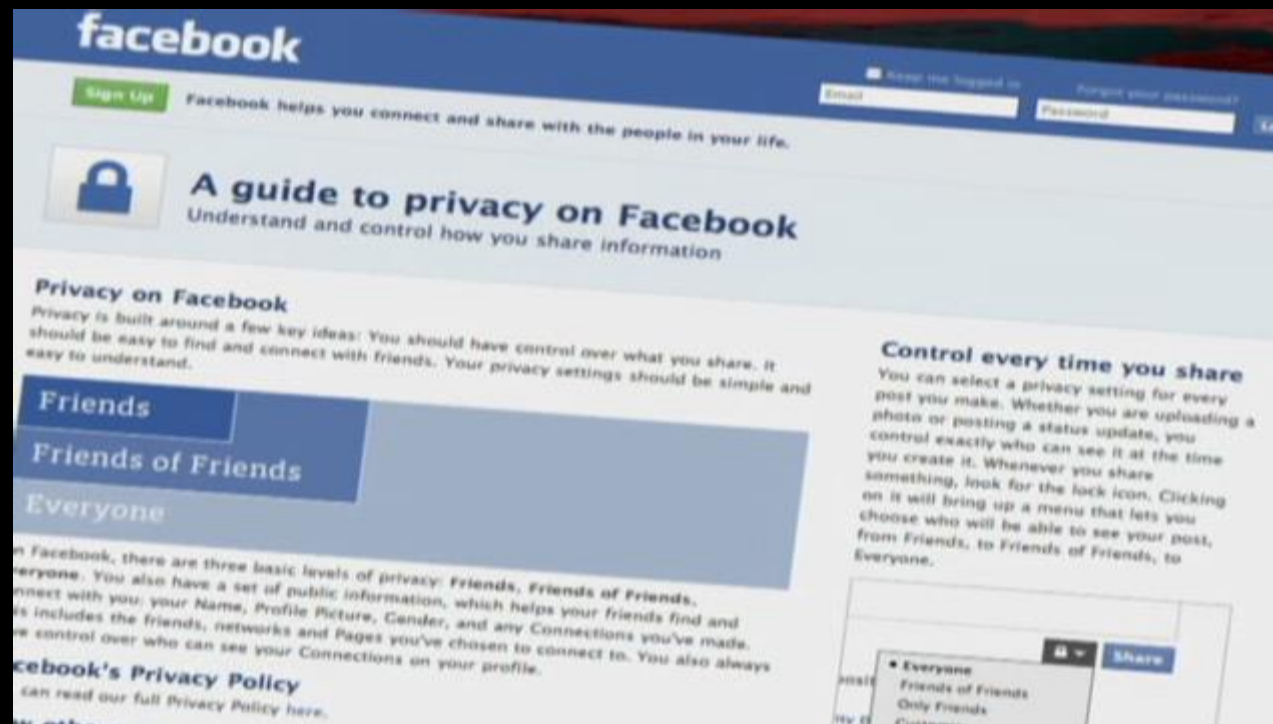 facebook
Keep me logged in
Forgot your password?
Email
Password
Sign Up
Facebook helps you connect and share with the people in your life.
A guide to privacy on Facebook
Understand and control how you share information
Privacy on Facebook
Privacy is built around a few key ideas: You should have control over what you share. It
should be easy to find and connect with friends. Your privacy settings should be simple and
easy to understand.
Friends
Friends of Friends
Everyone
n Facebook, there are three basic levels of privacy: Friends, Friends of Friends,
veryone. You also have a set of public information, which helps your friends find and
nnect with you: your Name, Profile Picture, Gender, and any Connections you've made.
is includes the friends, networks and Pages you've chosen to connect to. You also always
ve control over who can see your Connections on your profile.
cebook's Privacy Policy
can read our full Privacy Policy here.
Control every time you share
You can select a privacy setting for every
post you make. Whether you are uploading a
photo or posting a status update, you
control exactly who can see it at the time
you create it. Whenever you share
something, look for the lock icon. Clicking
on it will bring up a menu that lets you
choose who will be able to see your post,
from Friends, to Friends of Friends, to
Everyone.
Share
• Everyone
Friends of Friends
Only Friends